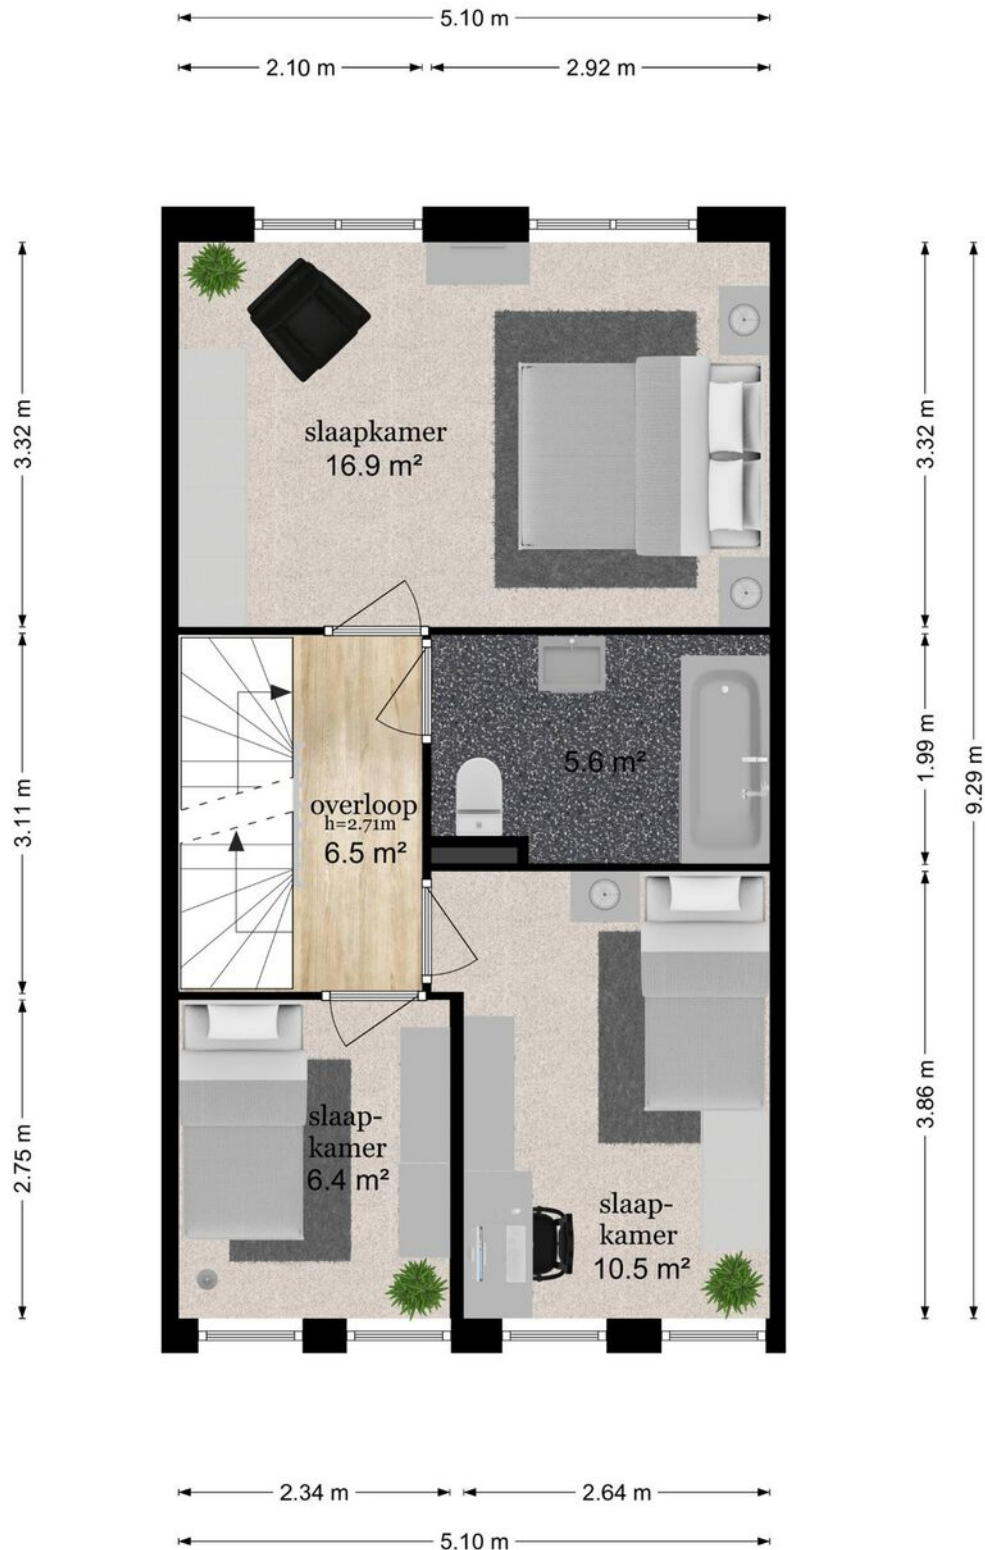 5.10 m
2.10 m
2.92 m
3.32 m
3.32 m
slaapkamer
16.9 m²
3.11 m
1.99 m
9.29 m
5.6 m²
overloop
h=2.71m
6.5 m²
2.75 m
3.86 m
slaap-
kamer
6.4 m²
slaap-
kamer
10.5 m²
2.34 m
2.64 m
5.10 m